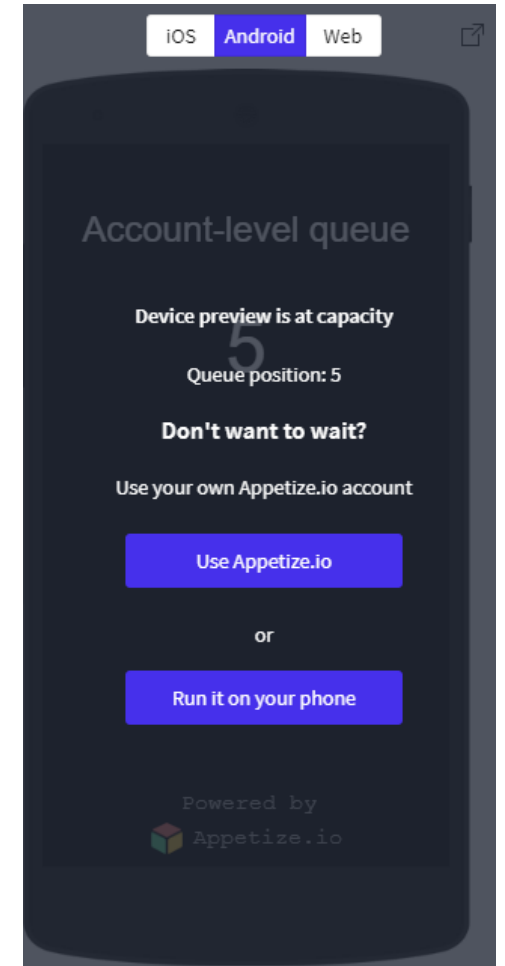 iOS Android Web
Account-level queue
Device preview is at capacity
5
Queue position: 5
Don't want to wait?
Use your own Appetize.io account
Use Appetize.io
or
Run it on your phone
Powered by
Appetize.io